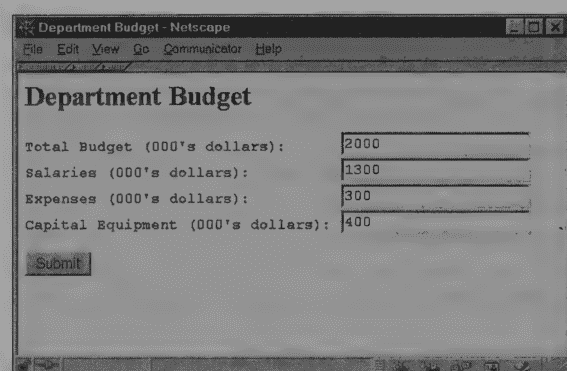 Department Budget - Netscape
File Edit View Go Communicator Help
Department Budget
Total Budget (000's dollars): 2000
Salaries (000's dollars): 1300
Expenses (000's dollars): 300
Capital Equipment (000's dollars): 400
Submit